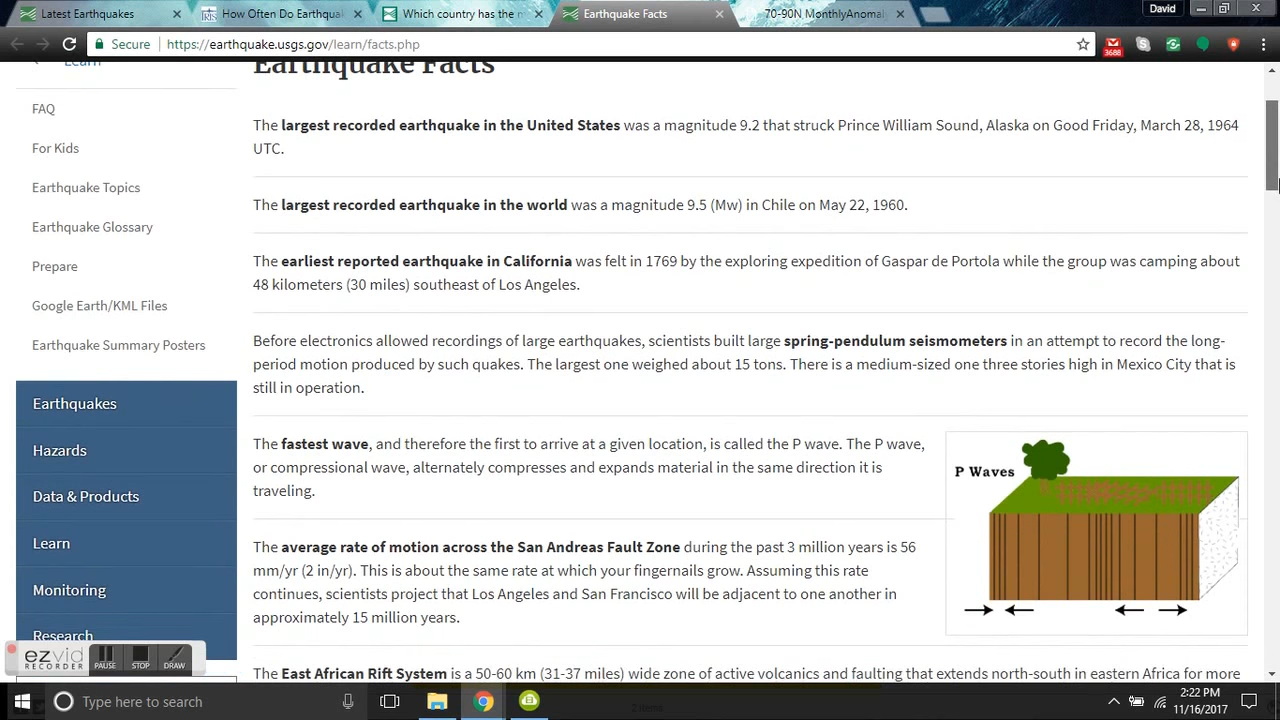 Latest Earthquakes
IRIS How Often Do Earthqua
Which country has the
Earthquake Facts
70-90N MonthlyAnomal
David
Secure https://earthquake.usgs.gov/learn/facts.php
3688
Learn
Earthquake Facts
FAQ
For Kids
Earthquake Topics
Earthquake Glossary
Prepare
Google Earth/KML Files
Earthquake Summary Posters
Earthquakes
Hazards
Data & Products
Learn
Monitoring
Research
The largest recorded earthquake in the United States was a magnitude 9.2 that struck Prince William Sound, Alaska on Good Friday, March 28, 1964
UTC.
The largest recorded earthquake in the world was a magnitude 9.5 (Mw) in Chile on May 22, 1960.
The earliest reported earthquake in California was felt in 1769 by the exploring expedition of Gaspar de Portola while the group was camping about
48 kilometers (30 miles) southeast of Los Angeles.
Before electronics allowed recordings of large earthquakes, scientists built large spring-pendulum seismometers in an attempt to record the long-
period motion produced by such quakes. The largest one weighed about 15 tons. There is a medium-sized one three stories high in Mexico City that is
still in operation.
The fastest wave, and therefore the first to arrive at a given location, is called the P wave. The P wave,
or compressional wave, alternately compresses and expands material in the same direction it is
traveling.
P Waves
The average rate of motion across the San Andreas Fault Zone during the past 3 million years is 56
mm/yr (2 in/yr). This is about the same rate at which your fingernails grow. Assuming this rate
continues, scientists project that Los Angeles and San Francisco will be adjacent to one another in
approximately 15 million years.
The East African Rift System is a 50-60 km (31-37 miles) wide zone of active volcanics and faulting that extends north-south in eastern Africa for more
ezvid
RECORDER
PAUSE
STOP
DRAW
Type here to search
2 items
2:22 PM
11/16/2017